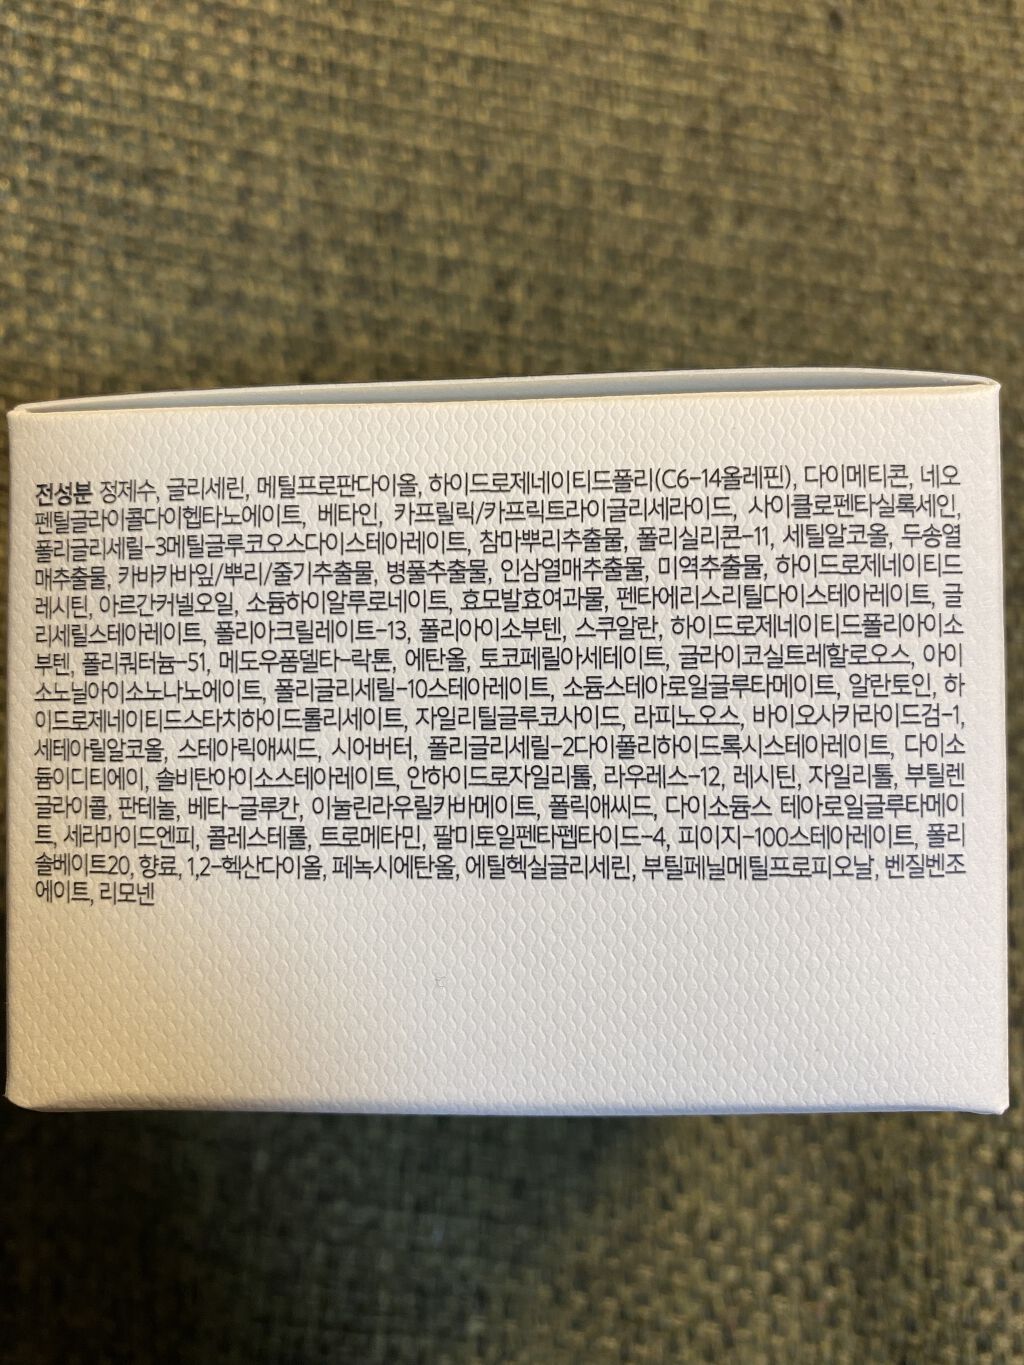 전성분 정제수, 글리세린, 메틸프로판다이올, 하이드로제네이티드폴리(C6-14올레핀), 다이메티콘, 네오
펜틸글라이콜다이헵타노에이트, 베타인, 카프릴릭/카프릭트라이글리세라이드, 사이클로펜타실록세인,
폴리글리세릴-3메틸글루코오스다이스테아레이트, 참마뿌리추출물, 폴리실리콘-11, 세틸알코올, 두송열
매추출물, 카바카바잎/뿌리/줄기추출물, 병풀추출물, 인삼열매추출물, 미역추출물, 하이드로제네이티드
레시틴, 아르간커넬오일, 소듐하이알루로네이트, 효모발효여과물, 펜타에리스리틸다이스테아레이트, 글
리세릴스테아레이트, 폴리아크릴레이트-13, 폴리아이소부텐, 스쿠알란, 하이드로제네이티드폴리아이소
부텐, 폴리쿼터늄-51, 메도우폼델타-락톤, 에탄올, 토코페릴아세테이트, 글라이코실트레할로오스, 아이
소노닐아이소노나노에이트, 폴리글리세릴-10스테아레이트, 소듐스테아로일글루타메이트, 알란토인, 하
이드로제네이티드스타치하이드롤리세이트, 자일리틸글루코사이드, 라피노오스, 바이오사카라이드검-1,
세테아릴알코올, 스테아릭애씨드, 시어버터, 폴리글리세릴-2다이폴리하이드록시스테아레이트, 다이소
듐이디티에이, 솔비탄아이소스테아레이트, 안하이드로자일리톨, 라우레스-12, 레시틴, 자일리톨, 부틸렌
글라이콜, 판테놀, 베타-글루칸, 이눌린라우릴카바메이트, 폴릭애씨드, 다이소듐스 테아로일글루타메이
트, 세라마이드엔피, 콜레스테롤, 트로메타민, 팔미토일펜타펩타이드-4, 피이지-100스테아레이트, 폴리
솔베이트20, 향료, 1,2-헥산다이올, 페녹시에탄올, 에틸헥실글리세린, 부틸페닐메틸프로피오날, 벤질벤조
에이트, 리모넨